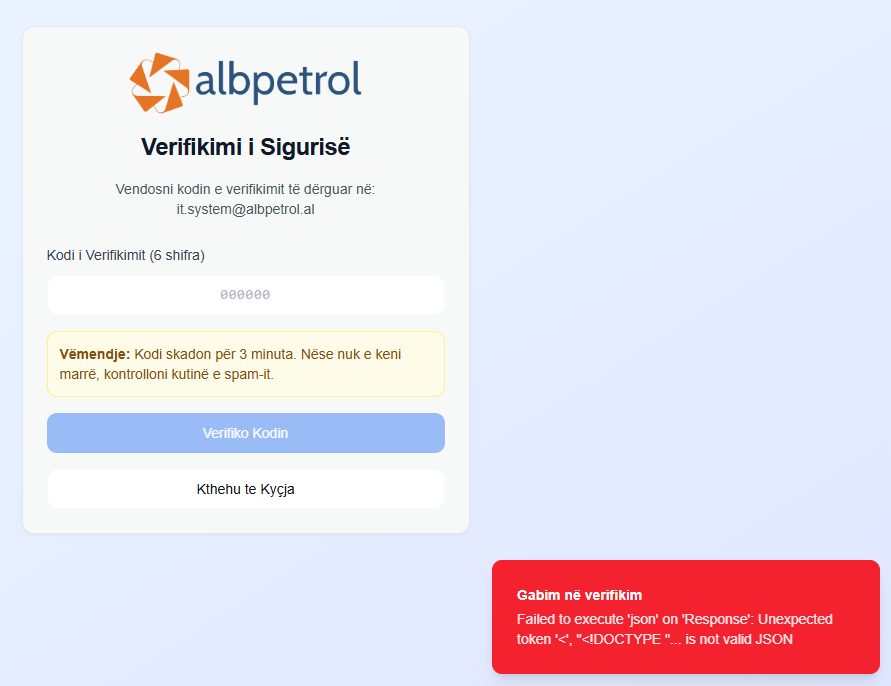 albpetrol
Verifikimi i Sigurisë
Vendosni kodin e verifikimit të dërguar në:
it.system@albpetrol.al
Kodi i Verifikimit (6 shifra)
000000
Vëmendje: Kodi skadon për 3 minuta. Nëse nuk e keni
marrë, kontrolloni kutinë e spam-it.
Verifiko Kodin
Kthehu te Kyçja
Gabim në verifikim
Failed to execute 'json' on 'Response': Unexpected
token '<', "<!DOCTYPE "... is not valid JSON